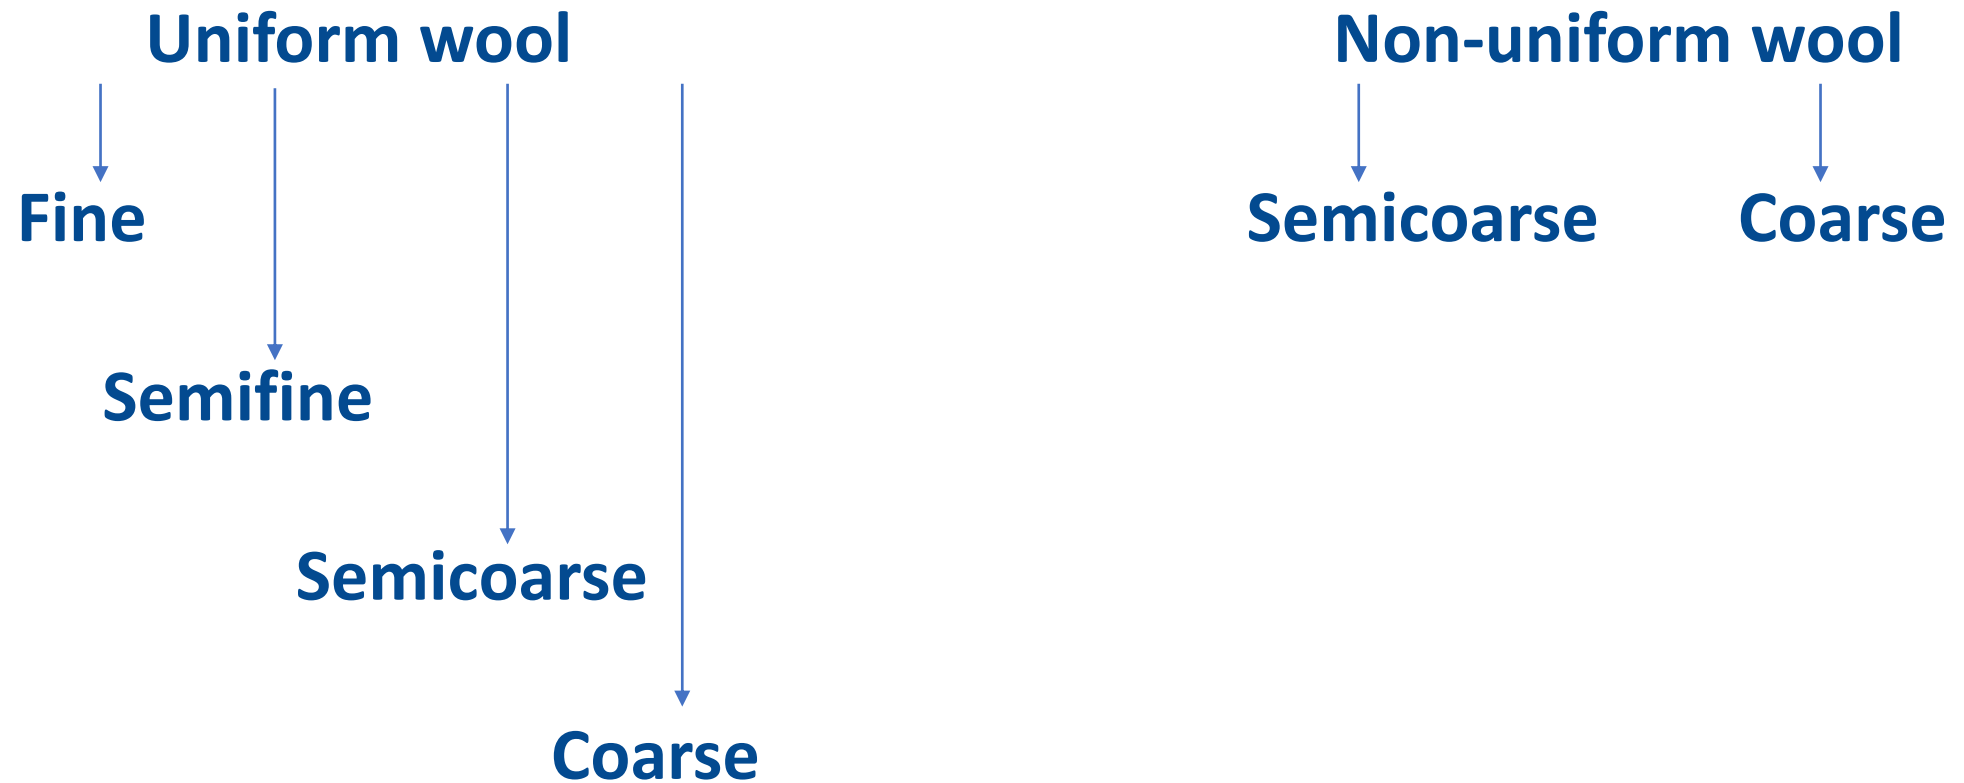 Uniform wool
Non-uniform wool
Fine
Semicoarse
Coarse
Semifine
Semicoarse
Coarse